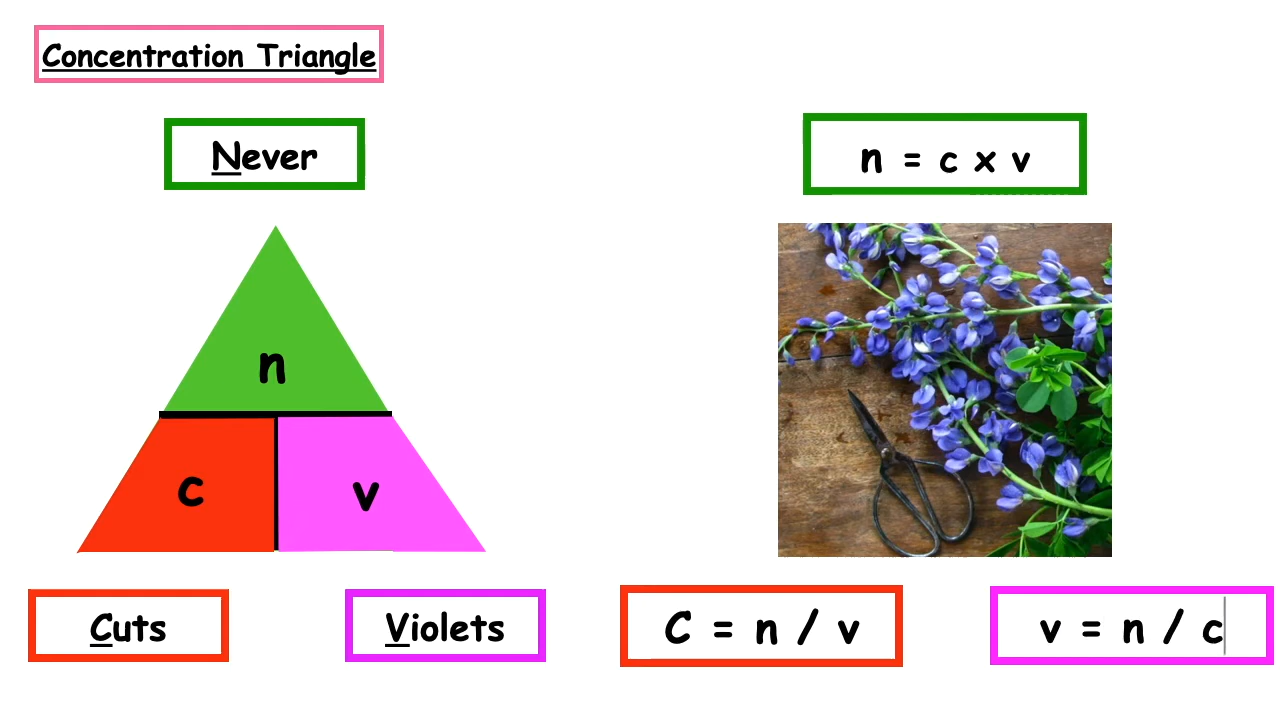 Concentration Triangle
Never
n = c x v
n
c
v
Cuts
Violets
C = n / v
v = n / c